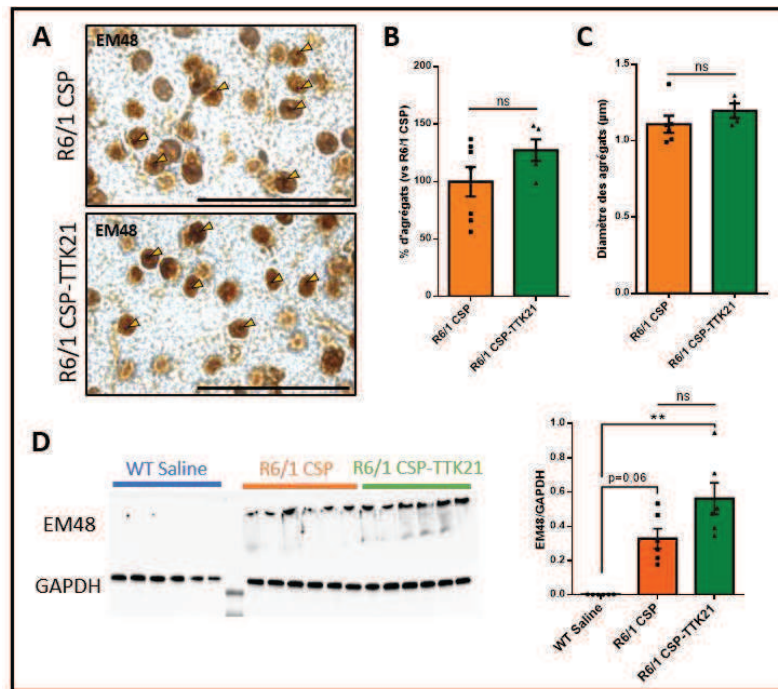 A
EM48
R6/1 CSP
EM48
R6/1 CSP-TTK21
B
% d'agrégats (vs R6/1 CSP)
200
150
100
50
0
ns
R6/1 CSP
R6/1 CSP-TTK21
C
Diamètre des agrégats (µm)
1.5
1.0
0.5
0.0
ns
R6/1 CSP
R6/1 CSP-TTK21
D
WT Saline
R6/1 CSP
R6/1 CSP-TTK21
EM48
GAPDH
EM48/GAPDH
1.0
0.8
0.6
0.4
0.2
0.0
ns
**
p=0.06
WT Saline
R6/1 CSP
R6/1 CSP-TTK21